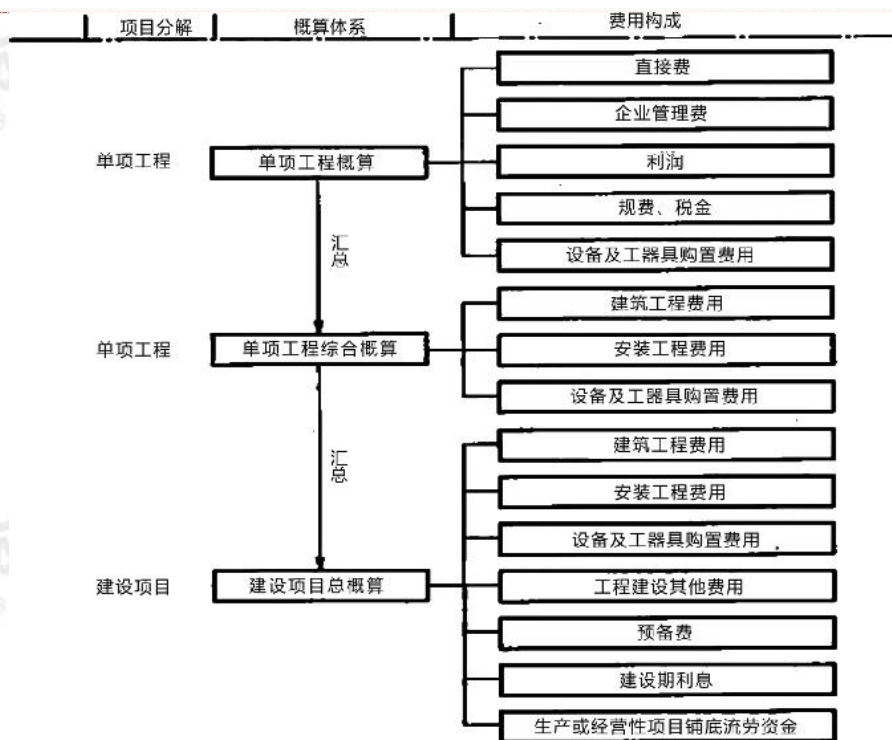 项目分解 概算体系 费用构成
直接费
企业管理费
单项工程 单项工程概算 利润
规费、税金
汇总
设备及工器具购置费用
建筑工程费用
单项工程 单项工程综合概算 安装工程费用
设备及工器具购置费用
建筑工程费用
汇总
安装工程费用
设备及工器具购置费用
建设项目 建设项目总概算 工程建设其他费用
预备费
建设期利息
生产或经营性项目铺底流劳资金